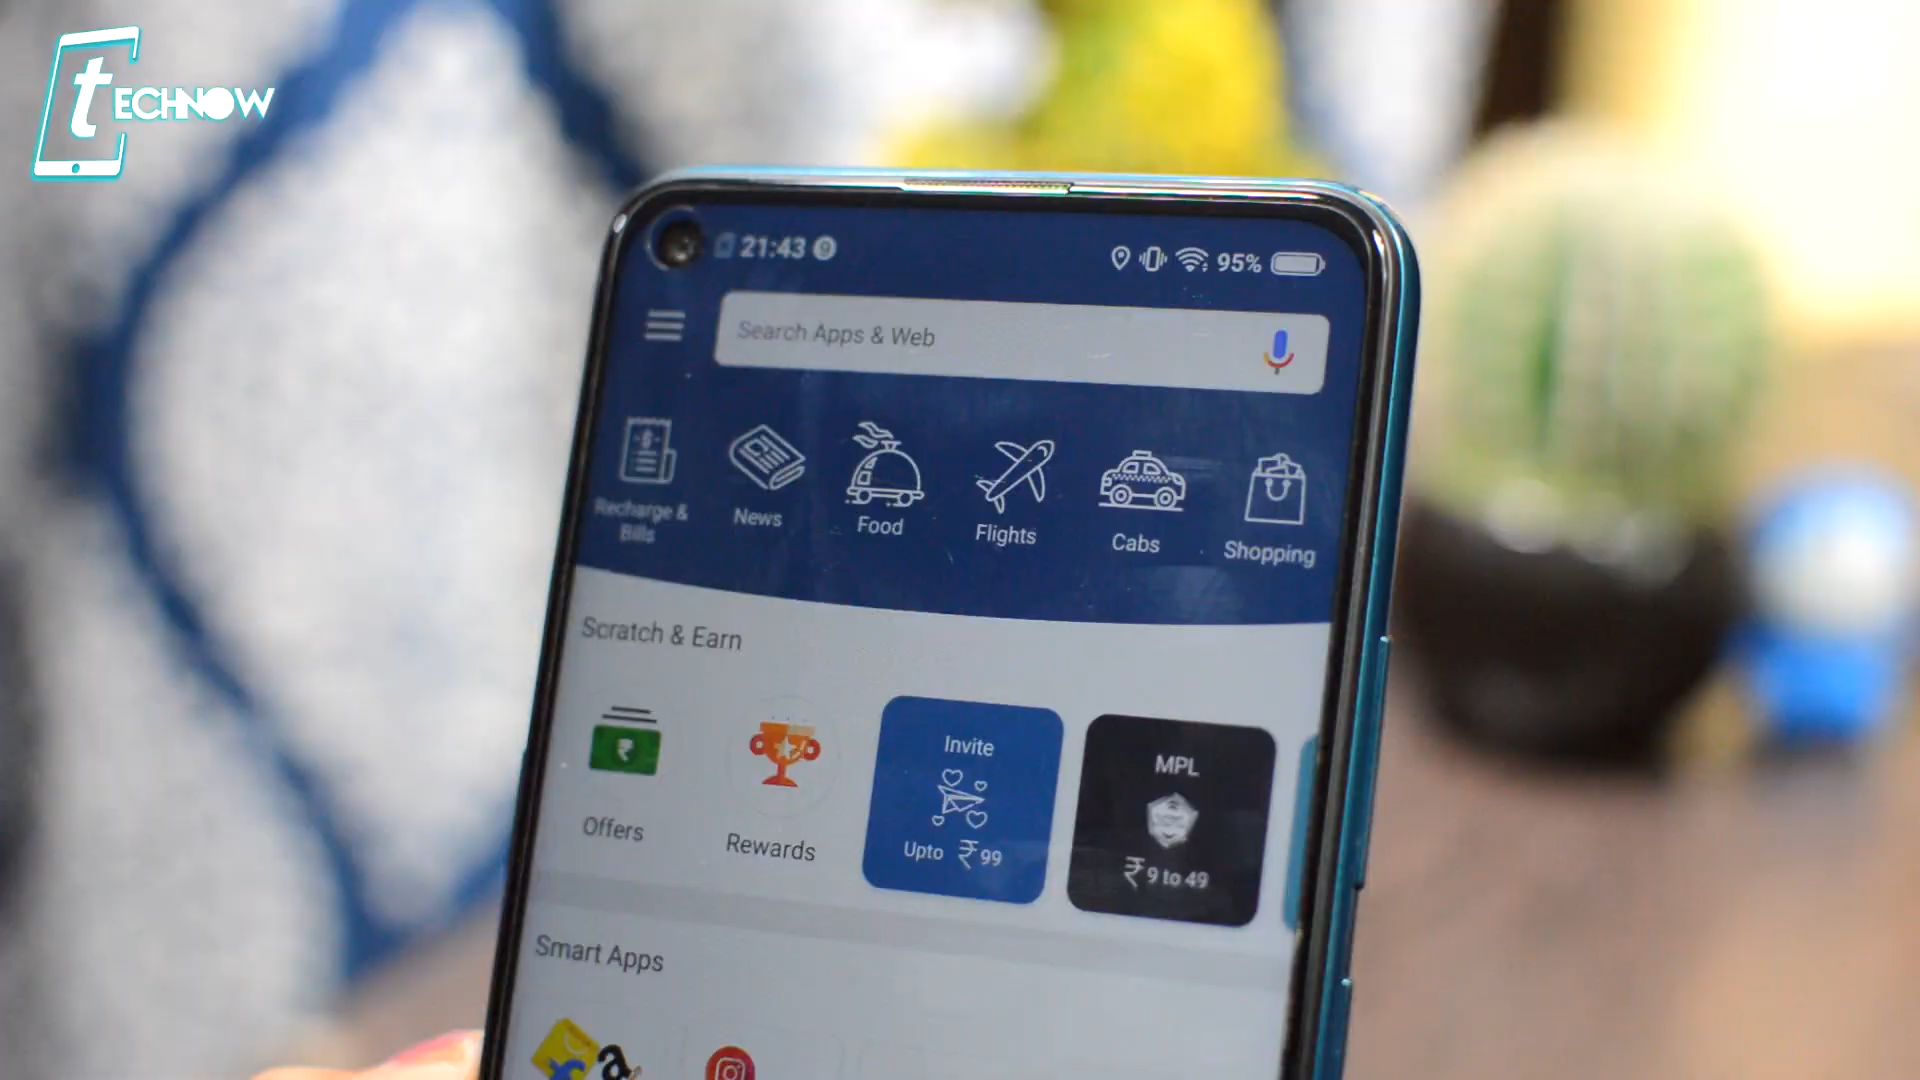 tECHNOW
21:43
95%
Search Apps & Web
Recharge &
Bills
News
Food
Flights
Cabs
Shopping
Scratch & Earn
Offers
Rewards
Invite
Upto ₹99
MPL
₹9 to 49
Smart Apps
a